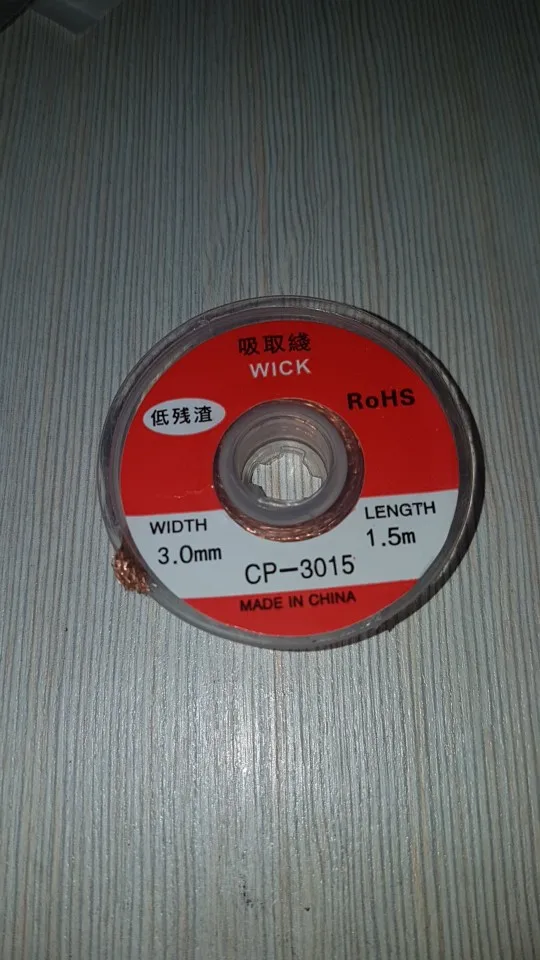 吸取綫
WICK
RoHS
低残渣
WIDTH
3.0mm
LENGTH
1.5m
CP-3015
MADE IN CHINA